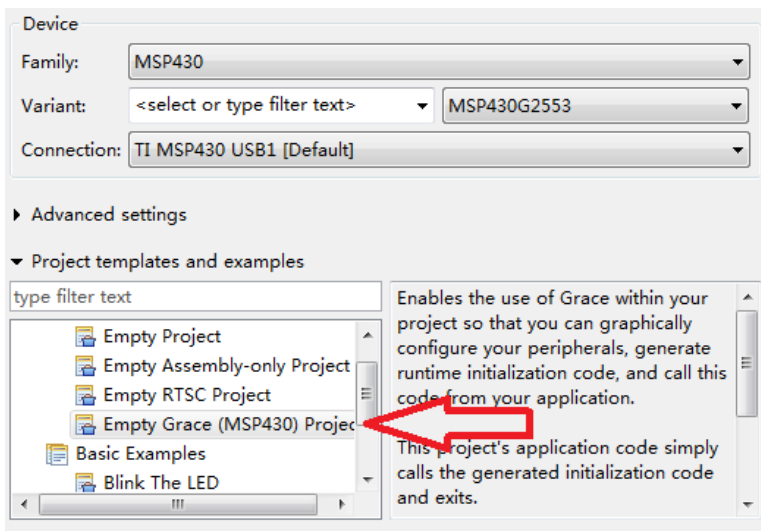 Device
Family: MSP430
Variant: <select or type filter text> MSP430G2553
Connection: TI MSP430 USB1 [Default]
Advanced settings
Project templates and examples
type filter text
Empty Project
Empty Assembly-only Project
Empty RTSC Project
Empty Grace (MSP430) Projec
Basic Examples
Blink The LED
Enables the use of Grace within your
project so that you can graphically
configure your peripherals, generate
runtime initialization code, and call this
code from your application.
This project's application code simply
calls the generated initialization code
and exits.